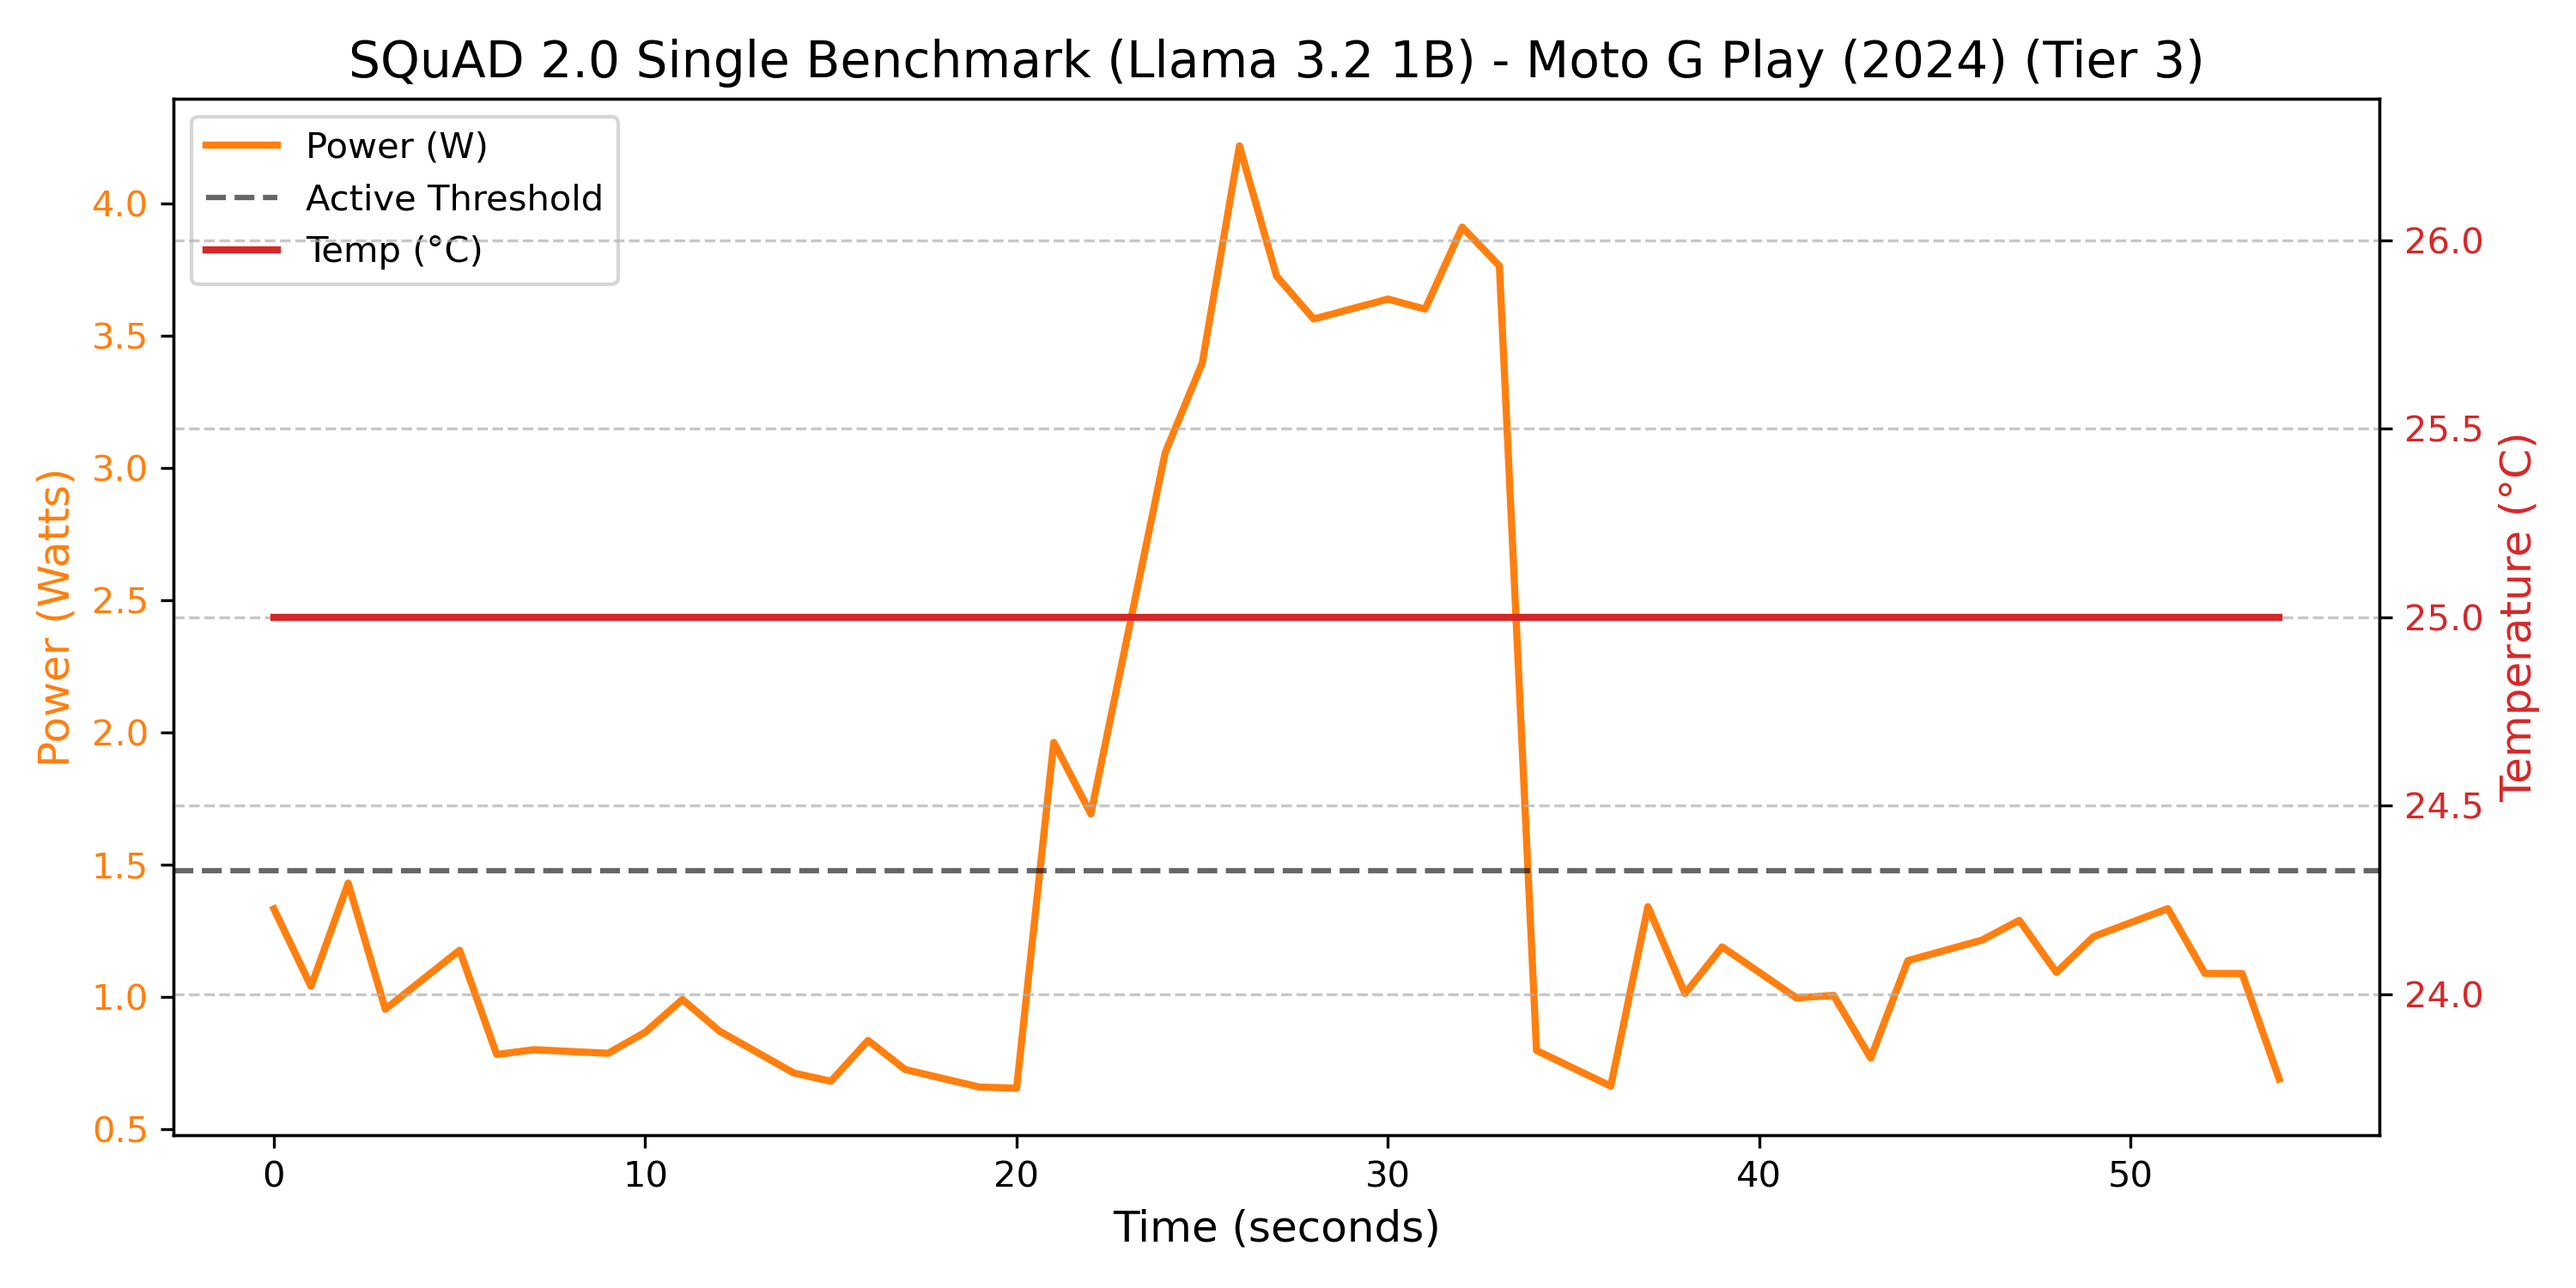 SQuAD 2.0 Single Benchmark (Llama 3.2 1B) - Moto G Play (2024) (Tier 3)
Power (W)
Active Threshold
Temp (°C)
Power (Watts)
4.0
3.5
3.0
2.5
2.0
1.5
1.0
0.5
26.0
25.5
25.0
24.5
24.0
Temperature (°C)
0 10 20 30 40 50
Time (seconds)